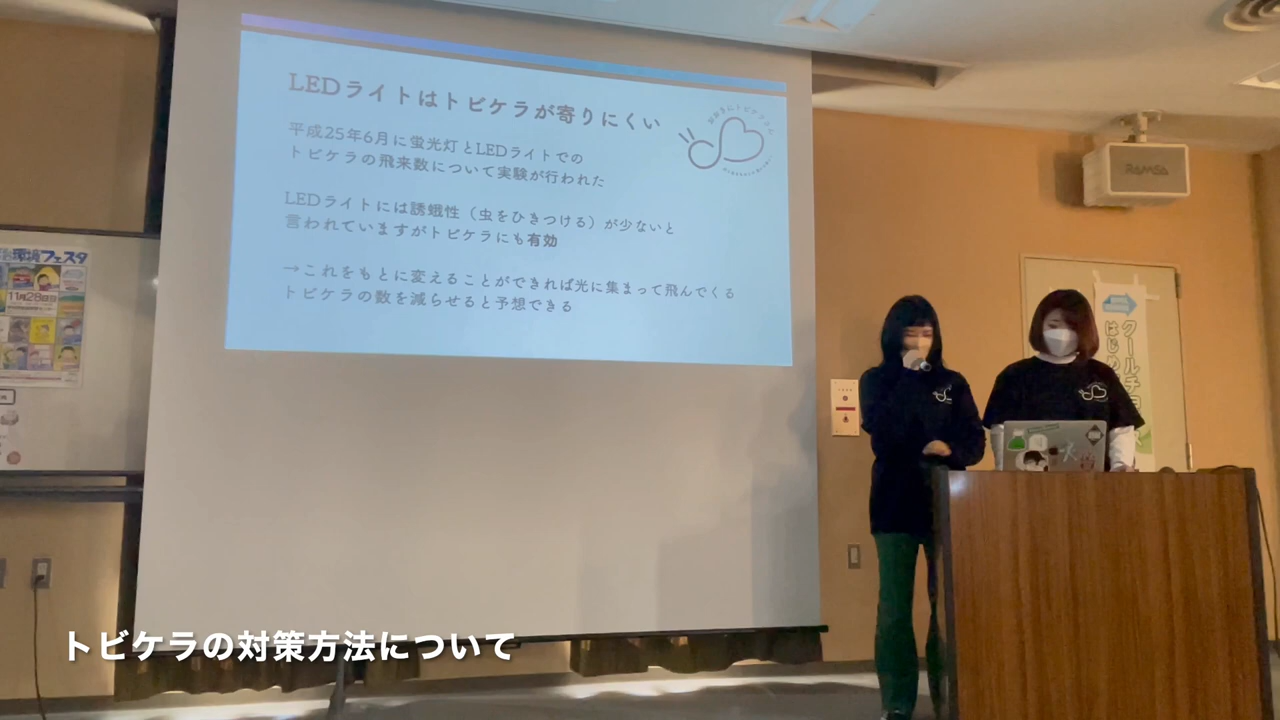 LEDライトはトビケラが寄りにくい
平成25年6月に蛍光灯とLEDライトでの
トビケラの飛来数について実験が行われた
LEDライトには誘蛾性（虫をひきつける）が少ないと
言われていますがトビケラにも有効
→これをもとに変えることができれば光に集まって飛んでくる
トビケラの数を減らせると予想できる
RAMSA
環境フェスタ
11月28日
クールチョ
はじめ
トビケラの対策方法について